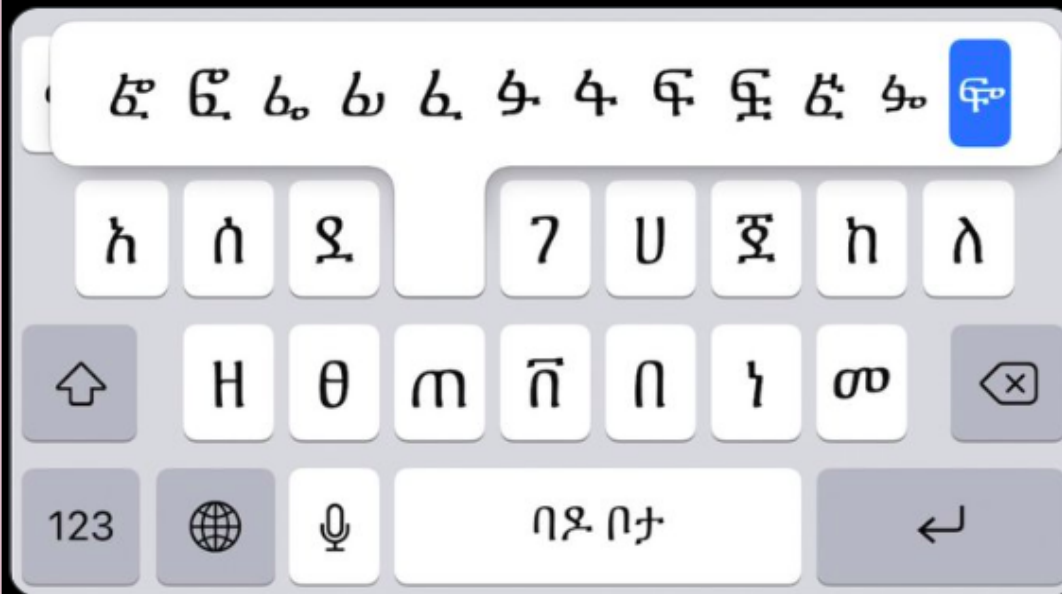 ᎈ ፎ ፌ ፊ ፈ ፉ ፋ ፍ ፏ ᎉ ᎊ ᎋ
አ ሰ ደ ገ ሀ ጀ ከ ለ
ዘ ፀ ጠ ቨ በ ነ መ
123 ባዶ ቦታ